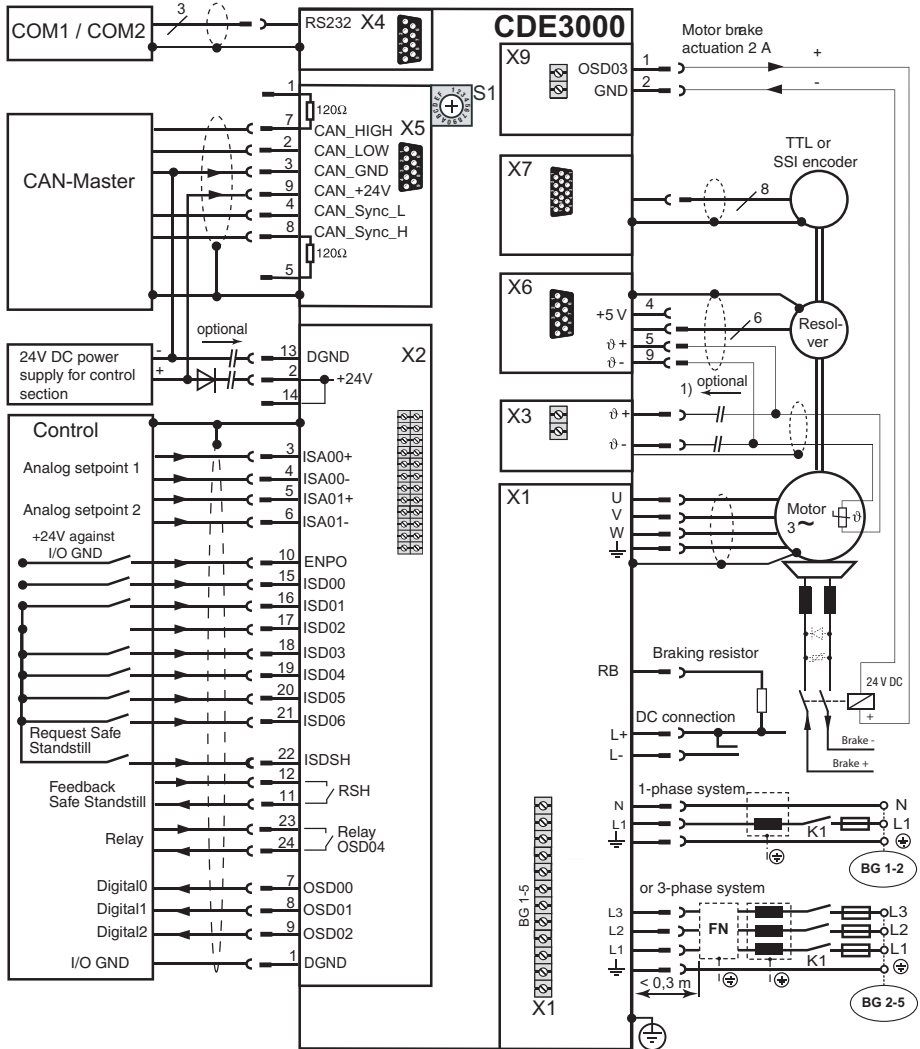 COM1 / COM2
3
RS232
X4
CDE3000
CAN-Master
1
120Ω
7
CAN_HIGH
X5
S1
2
CAN_LOW
3
CAN_GND
9
CAN_+24V
4
CAN_Sync_L
8
CAN_Sync_H
120Ω
5
24V DC power
supply for control
section
-
+
optional
13
DGND
X2
2
+24V
14
Control
Analog setpoint 1
3
ISA00+
4
ISA00-
Analog setpoint 2
5
ISA01+
6
ISA01-
+24V against
I/O GND
10
ENPO
15
ISD00
16
ISD01
17
ISD02
18
ISD03
19
ISD04
20
ISD05
21
ISD06
Request Safe
Standstill
22
ISDSH
Feedback
Safe Standstill
12
11
RSH
Relay
23
24
Relay
OSD04
Digital0
7
OSD00
Digital1
8
OSD01
Digital2
9
OSD02
I/O GND
1
DGND
X9
OSD03
1
GND
2
Motor brake
actuation 2 A
+
-
X7
8
TTL or
SSI encoder
X6
+5 V
4
6
ϑ+
5
ϑ-
9
Resol-
ver
1)
optional
X3
ϑ+
ϑ-
X1
U
V
W
Motor
3 ~
ϑ
RB
Braking resistor
24 V DC
+
DC connection
L+
L-
Brake -
Brake +
1-phase system
N
N
L1
K1
L1
BG 1-2
or 3-phase system
L3
L3
L2
FN
L2
L1
K1
L1
< 0,3 m
BG 2-5
BG 1-5
X1